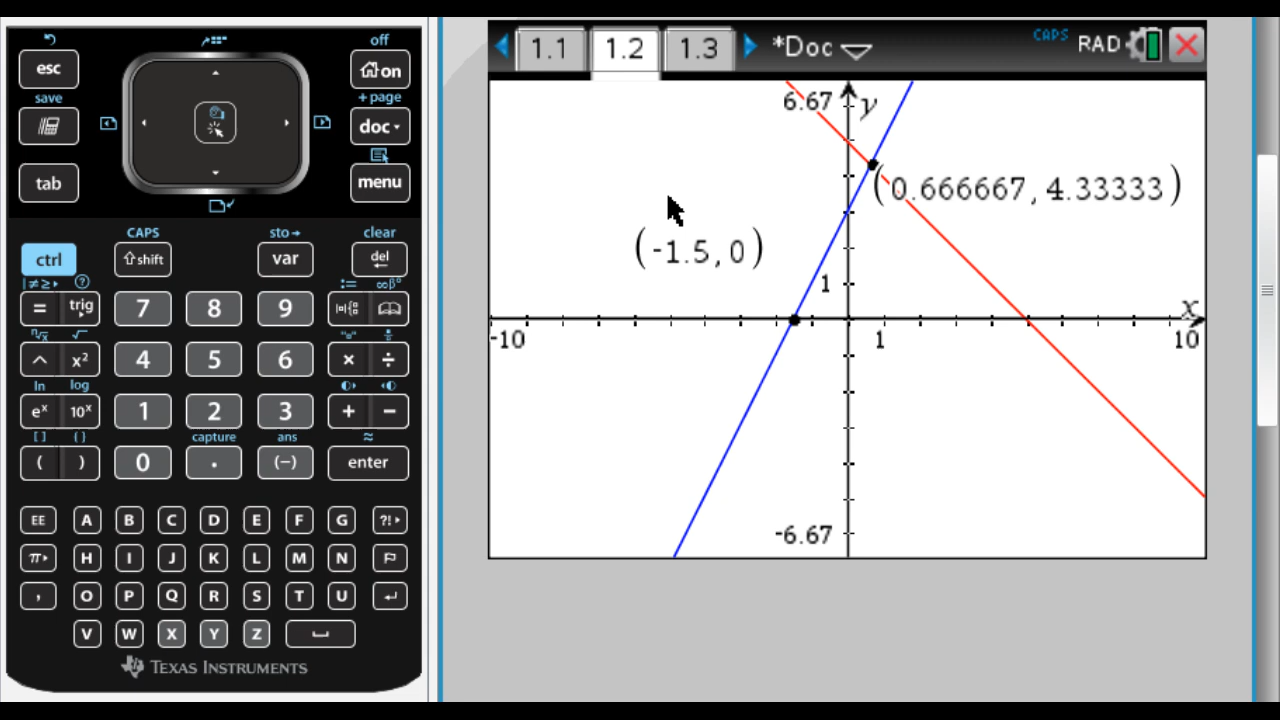 off
esc
on
save
+ page
doc
tab
menu
CAPS sto→ clear
ctrl ⇧shift var del
|≠≥▸ ? := ∞β°
= trig 7 8 9
ⁿ√x √
^ x² 4 5 6 × ÷
ln log
eˣ 10ˣ 1 2 3 + −
[ ] { } capture ans ≈
( ) 0 . (−) enter
EE A B C D E F G ?!▸
π▸ H I J K L M N
, O P Q R S T U
V W X Y Z
TEXAS INSTRUMENTS
1.1 1.2 1.3 *Doc CAPS RAD
6.67 y
(0.666667, 4.33333)
(-1.5, 0)
1
x
-10 1 10
-6.67